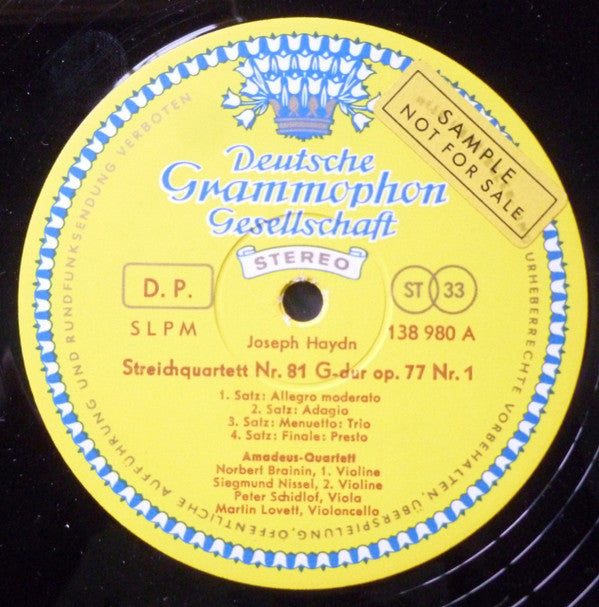 Deutsche
Grammophon
Gesellschaft
STEREO
SAMPLE
NOT FOR SALE
D. P.
ST 33
SLPM
138 980 A
Joseph Haydn
Streichquartett Nr. 81 G-dur op. 77 Nr. 1
1. Satz: Allegro moderato
2. Satz: Adagio
3. Satz: Menuetto: Trio
4. Satz: Finale: Presto
Amadeus-Quartett
Norbert Brainin, 1. Violine
Siegmund Nissel, 2. Violine
Peter Schidlof, Viola
Martin Lovett, Violoncello
URHEBERRECHTE VORBEHALTEN, ÜBERSPIELUNG, ÖFFENTLICHE AUFFÜHRUNG UND RUNDFUNKSENDUNG VERBOTEN